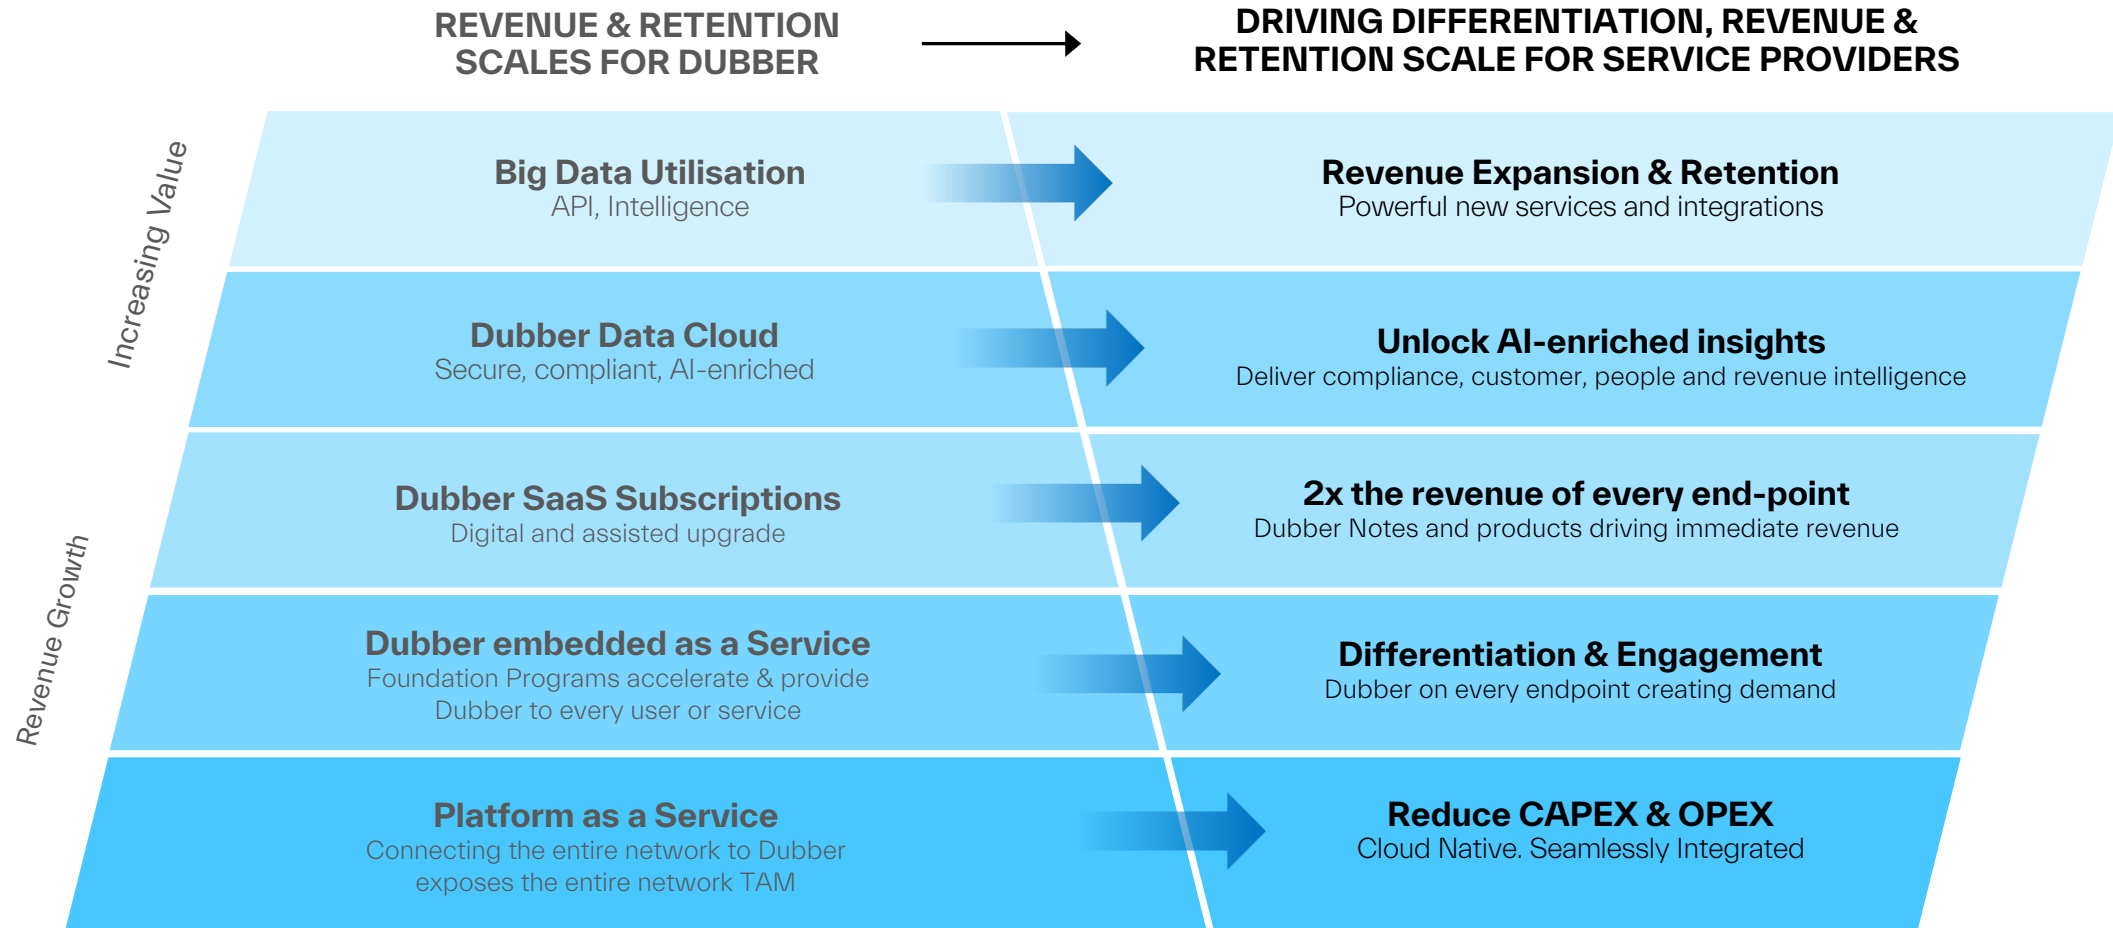 REVENUE & RETENTION
SCALES FOR DUBBER
DRIVING DIFFERENTIATION, REVENUE &
RETENTION SCALE FOR SERVICE PROVIDERS
Increasing Value
Revenue Growth
Big Data Utilisation
API, Intelligence
Revenue Expansion & Retention
Powerful new services and integrations
Dubber Data Cloud
Secure, compliant, AI-enriched
Unlock AI-enriched insights
Deliver compliance, customer, people and revenue intelligence
Dubber SaaS Subscriptions
Digital and assisted upgrade
2x the revenue of every end-point
Dubber Notes and products driving immediate revenue
Dubber embedded as a Service
Foundation Programs accelerate & provide
Dubber to every user or service
Differentiation & Engagement
Dubber on every endpoint creating demand
Platform as a Service
Connecting the entire network to Dubber
exposes the entire network TAM
Reduce CAPEX & OPEX
Cloud Native. Seamlessly Integrated